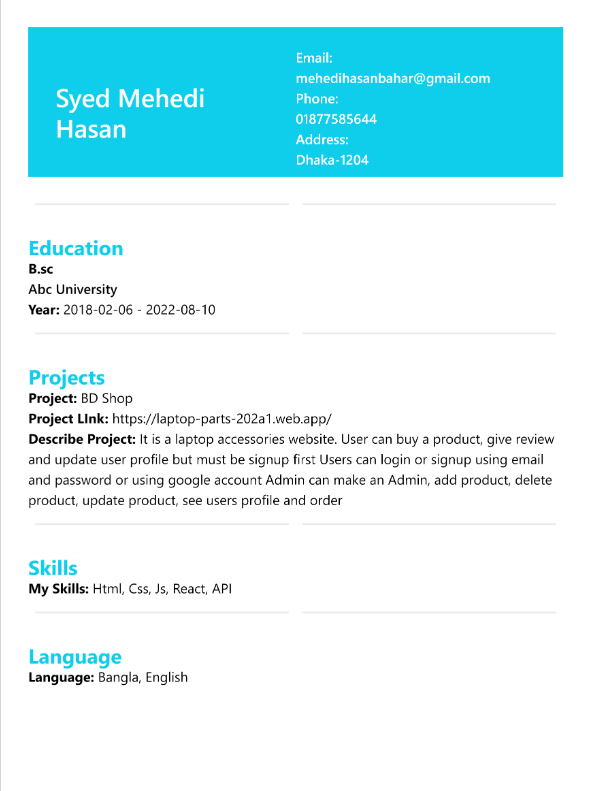 Syed Mehedi
Hasan
Email:
mehedihasanbahar@gmail.com
Phone:
01877585644
Address:
Dhaka-1204
Education
B.sc
Abc University
Year: 2018-02-06 - 2022-08-10
Projects
Project: BD Shop
Project LInk: https://laptop-parts-202a1.web.app/
Describe Project: It is a laptop accessories website. User can buy a product, give review
and update user profile but must be signup first Users can login or signup using email
and password or using google account Admin can make an Admin, add product, delete
product, update product, see users profile and order
Skills
My Skills: Html, Css, Js, React, API
Language
Language: Bangla, English